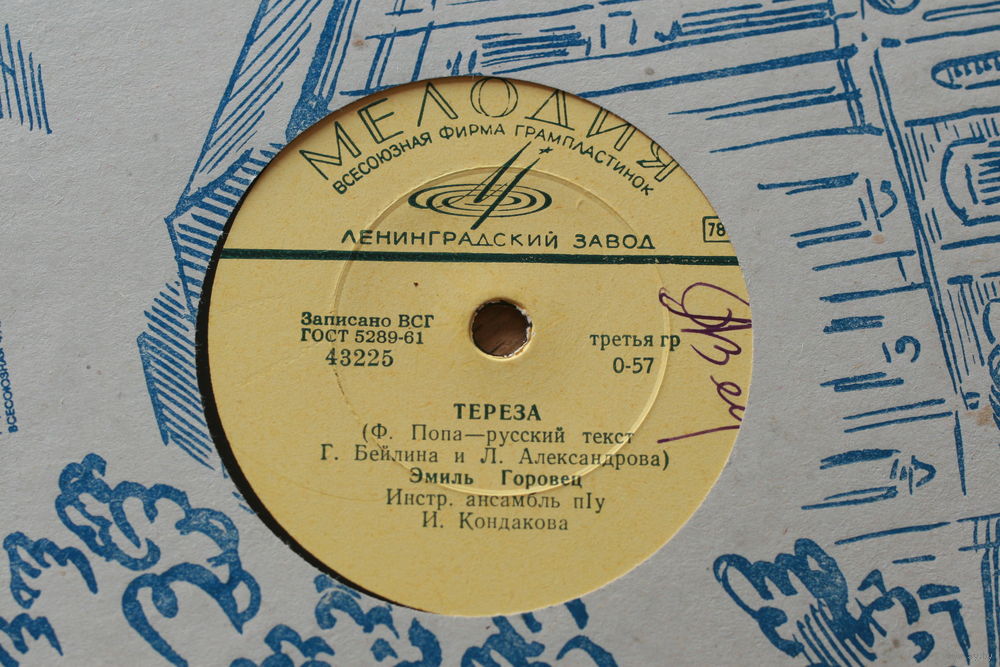 МЕЛОДИЯ
ВСЕСОЮЗНАЯ ФИРМА ГРАМПЛАСТИНОК
ЛЕНИНГРАДСКИЙ ЗАВОД
78
Записано ВСГ
ГОСТ 5289-61
43225
третья гр
0-57
ТЕРЕЗА
(Ф. Попа—русский текст
Г. Бейлина и Л. Александрова)
Эмиль Горовец
Инстр. ансамбль п/у
И. Кондакова
ВСЕСОЮЗНАЯ